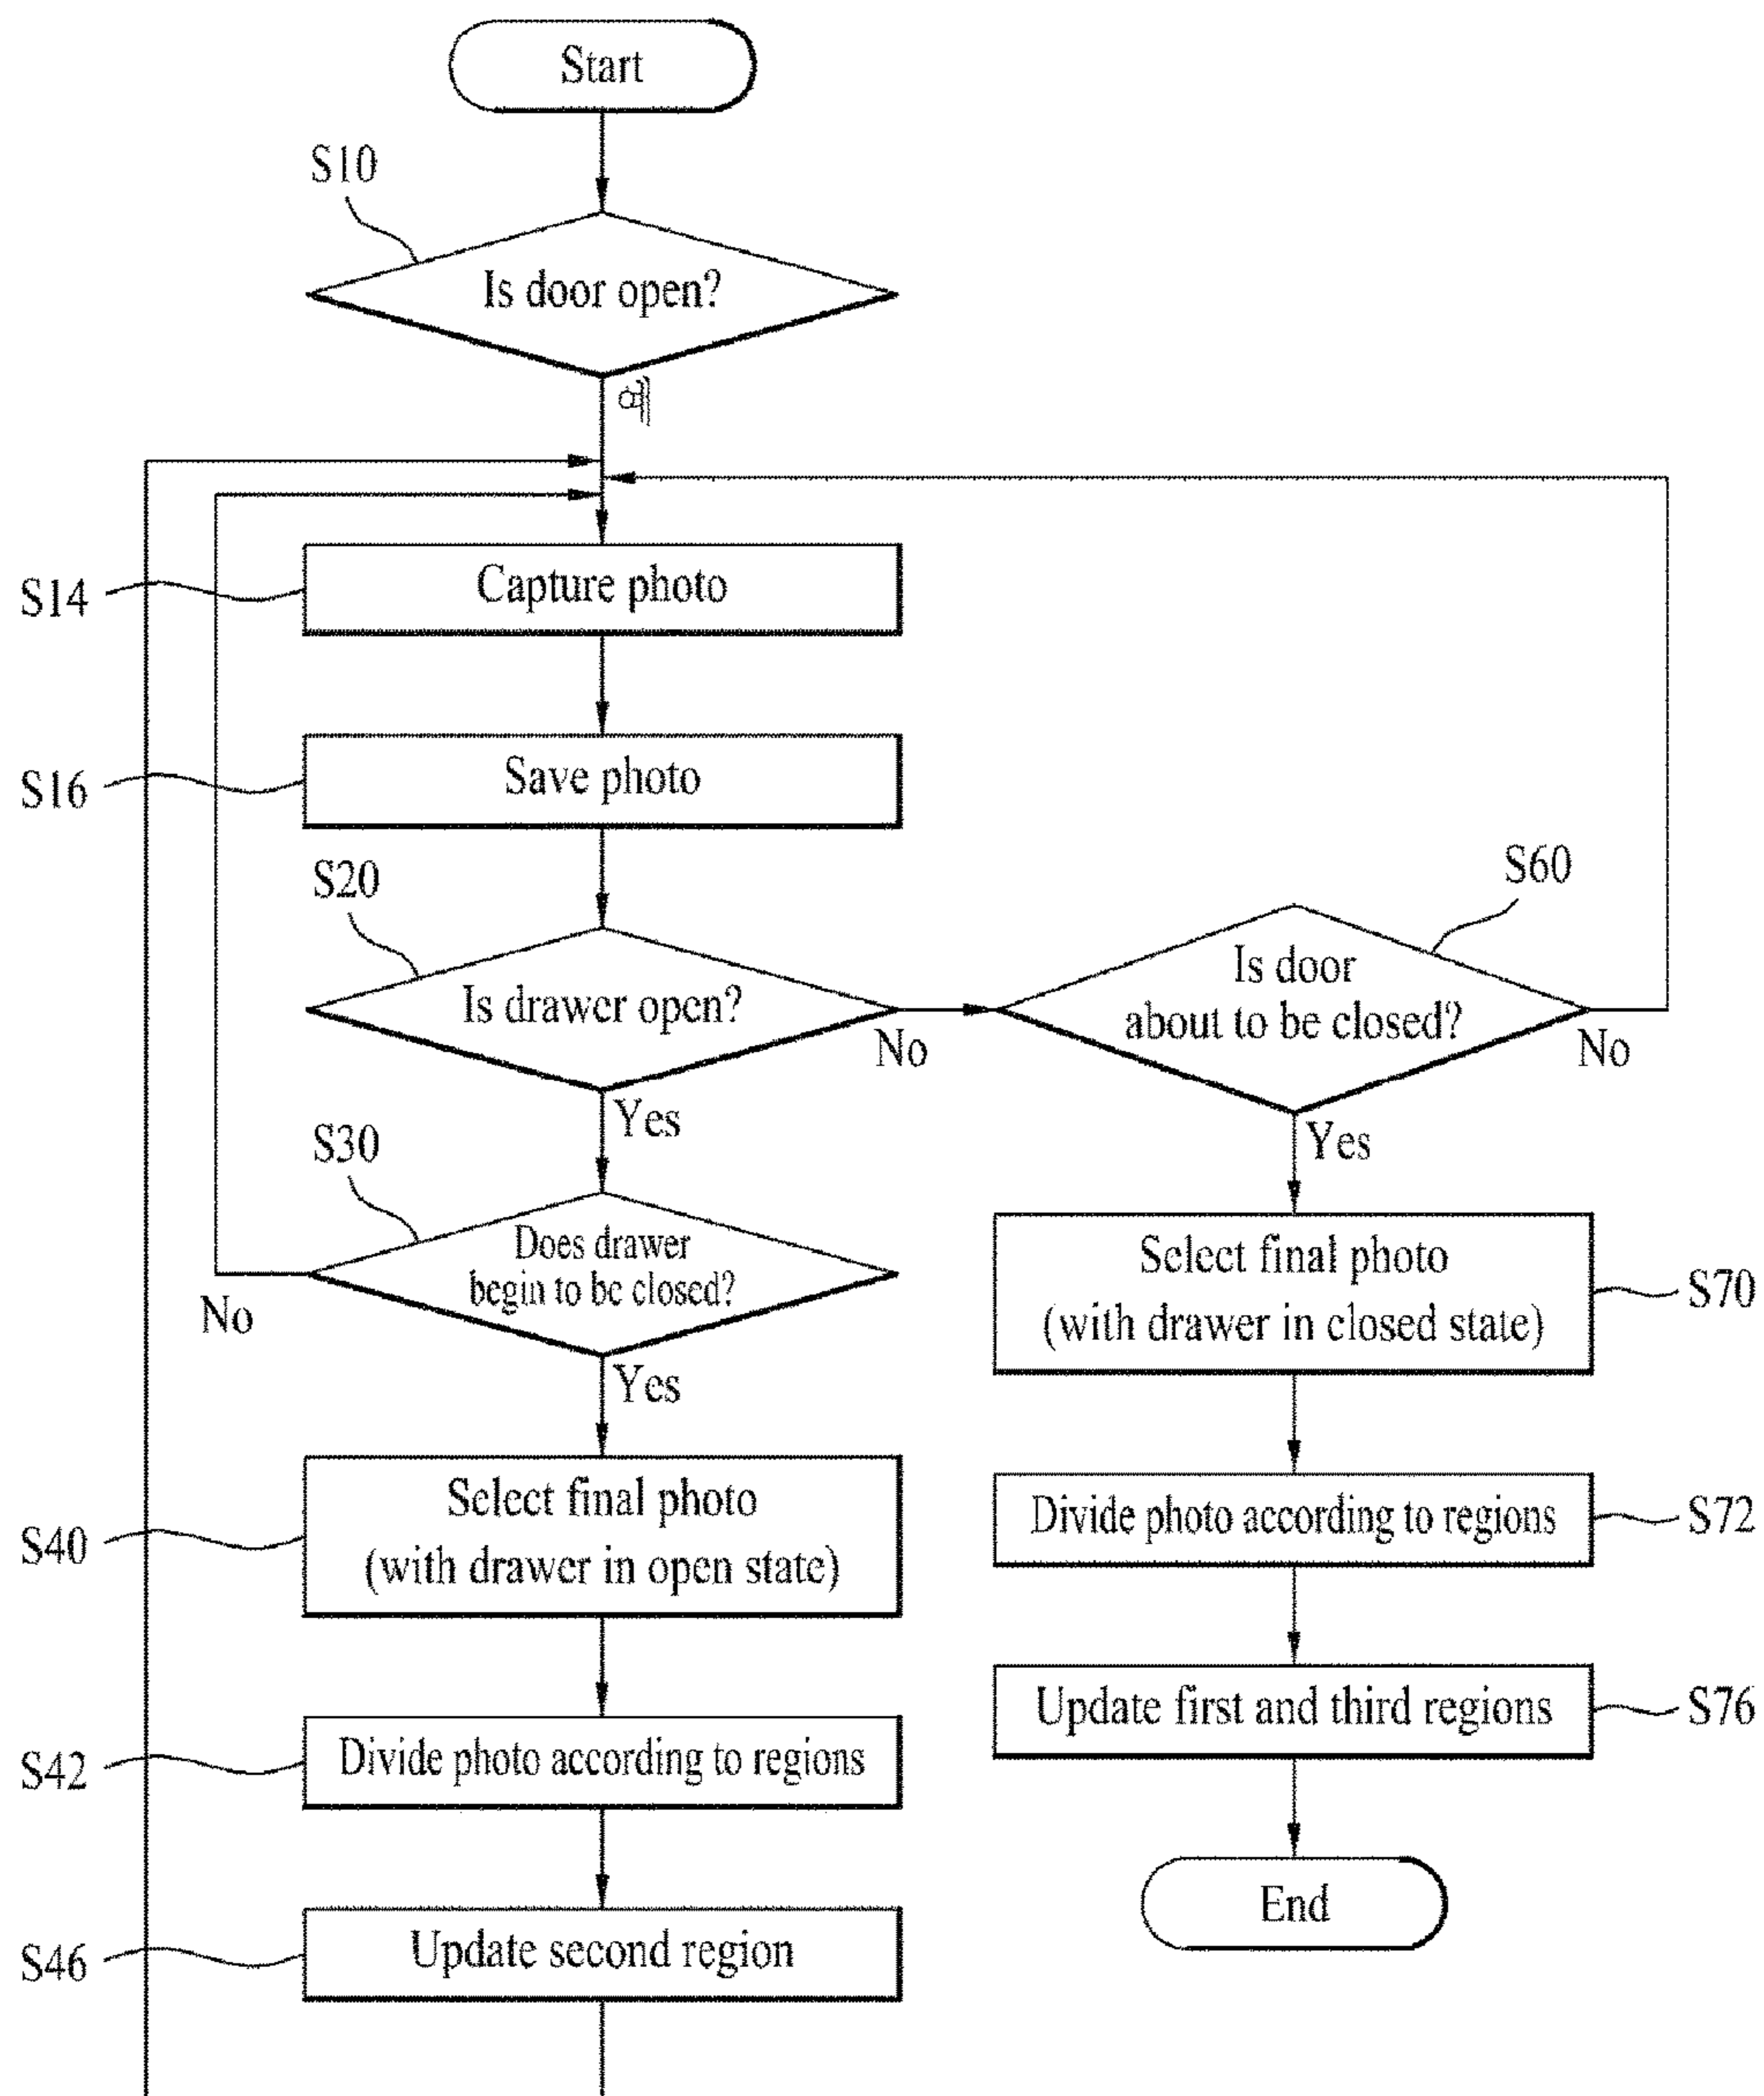 Start
S10
Is door open?
예
S14
Capture photo
S16
Save photo
S20
Is drawer open?
No
Yes
S60
Is door
about to be closed?
No
Yes
S30
Does drawer
begin to be closed?
No
Yes
S40
Select final photo
(with drawer in open state)
S42
Divide photo according to regions
S46
Update second region
Select final photo
(with drawer in closed state)
S70
Divide photo according to regions
S72
Update first and third regions
S76
End